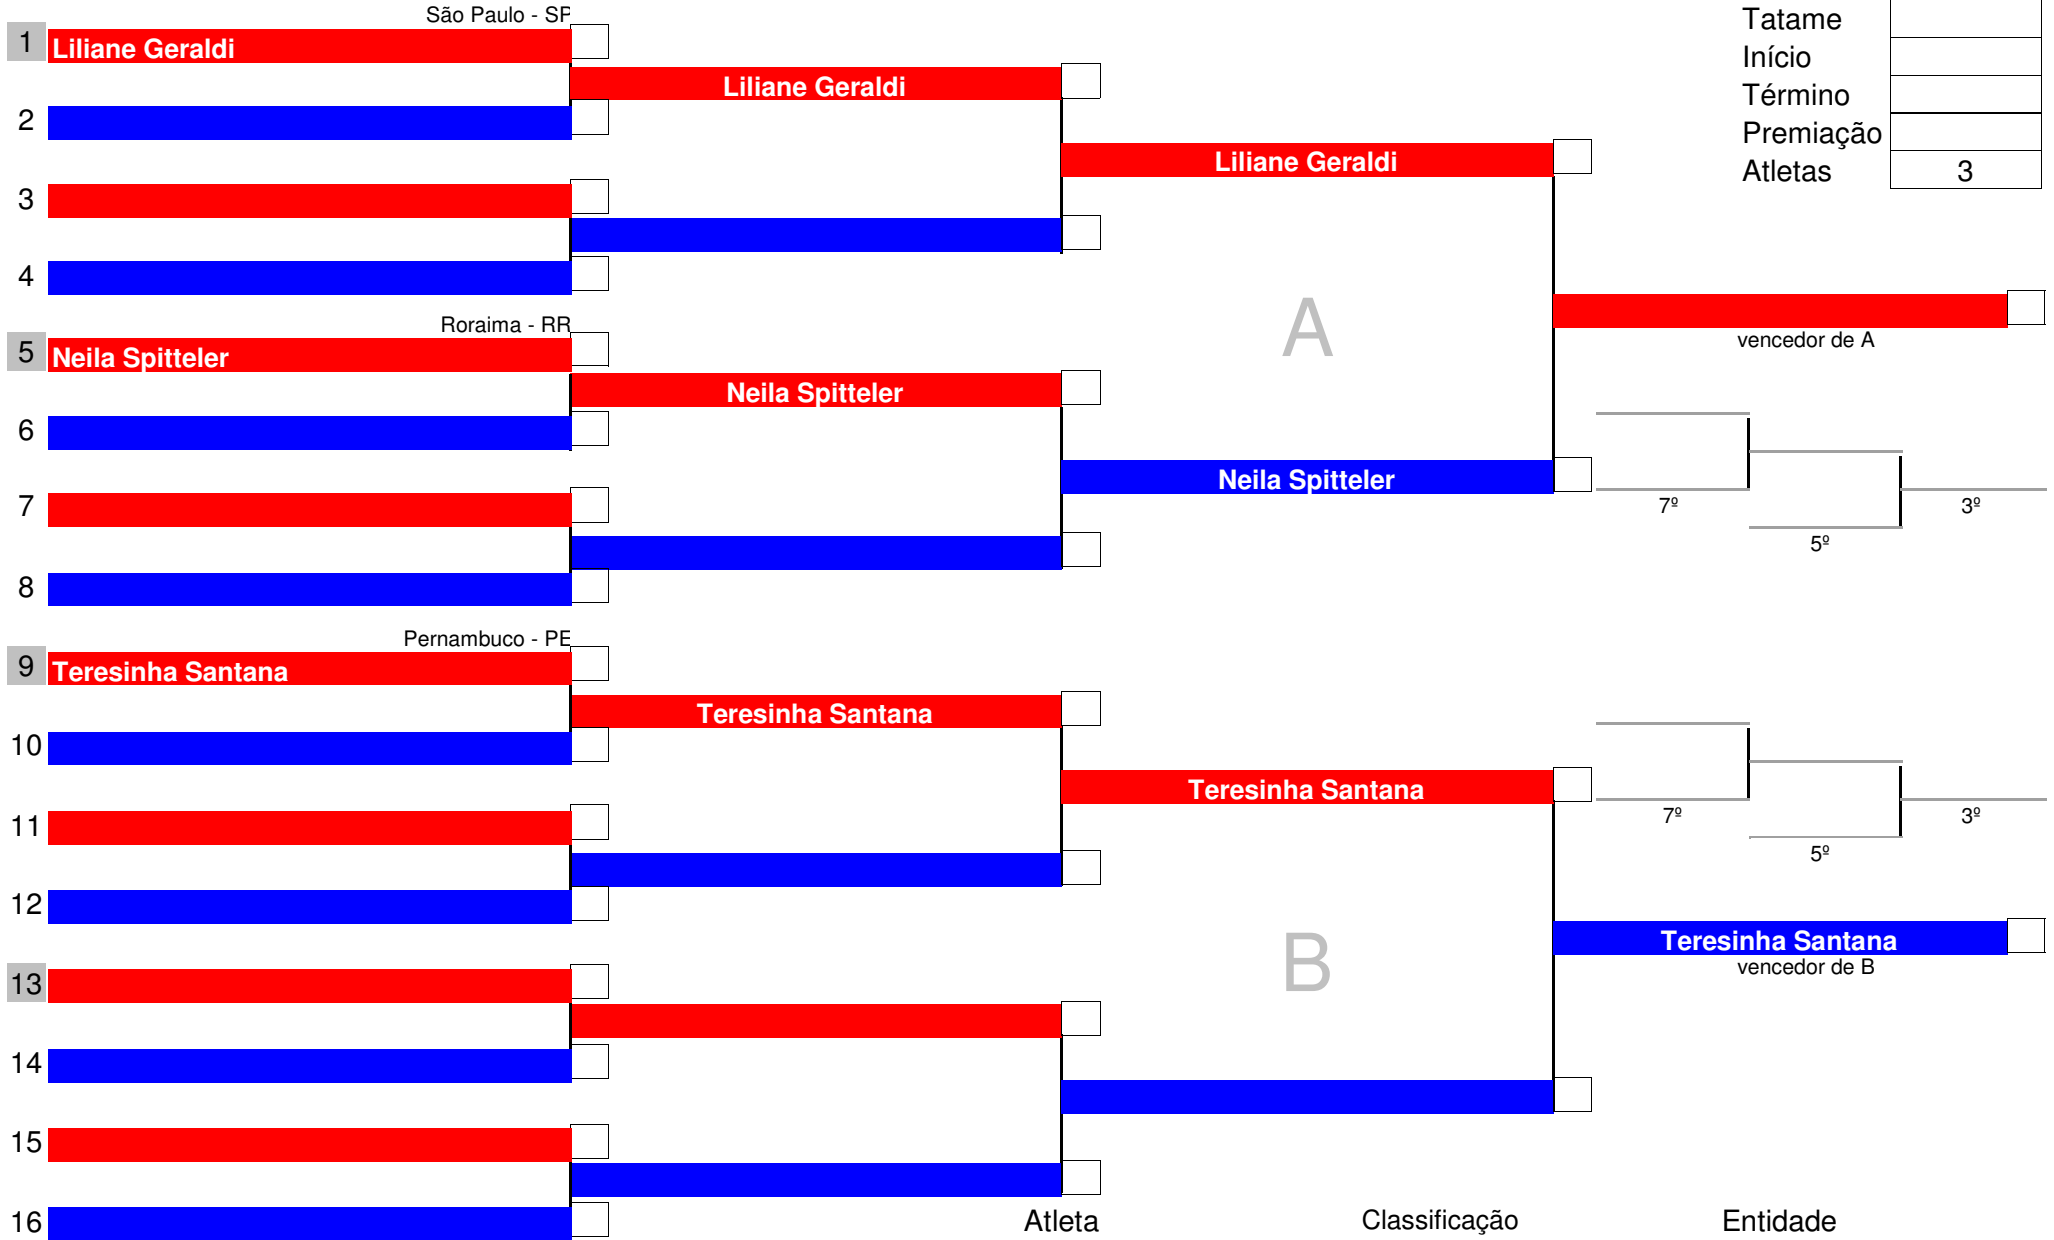 São Paulo - SP
1 Liliane Geraldi
Liliane Geraldi
2
Liliane Geraldi
3
4
Roraima - RR
5 Neila Spitteler
Neila Spitteler
6
Neila Spitteler
7
8
A
vencedor de A
7º
5º
3º
Pernambuco - PE
9 Teresinha Santana
Teresinha Santana
10
Teresinha Santana
11
12
13
14
15
16
B
7º
5º
3º
Teresinha Santana
vencedor de B
Tatame
Início
Término
Premiação
Atletas 3
Atleta Classificação Entidade